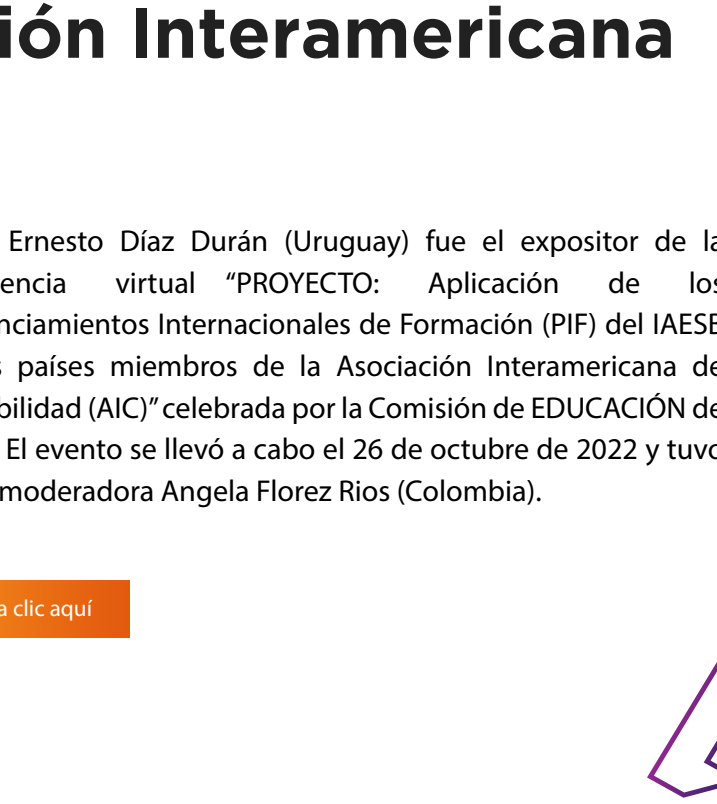 ión Interamericana
Ernesto Díaz Durán (Uruguay) fue el expositor de la
encia virtual “PROYECTO: Aplicación de los
nciamientos Internacionales de Formación (PIF) del IAESB
s países miembros de la Asociación Interamericana de
bilidad (AIC)” celebrada por la Comisión de EDUCACIÓN de
El evento se llevó a cabo el 26 de octubre de 2022 y tuvo
moderadora Angela Florez Rios (Colombia).
a clic aquí